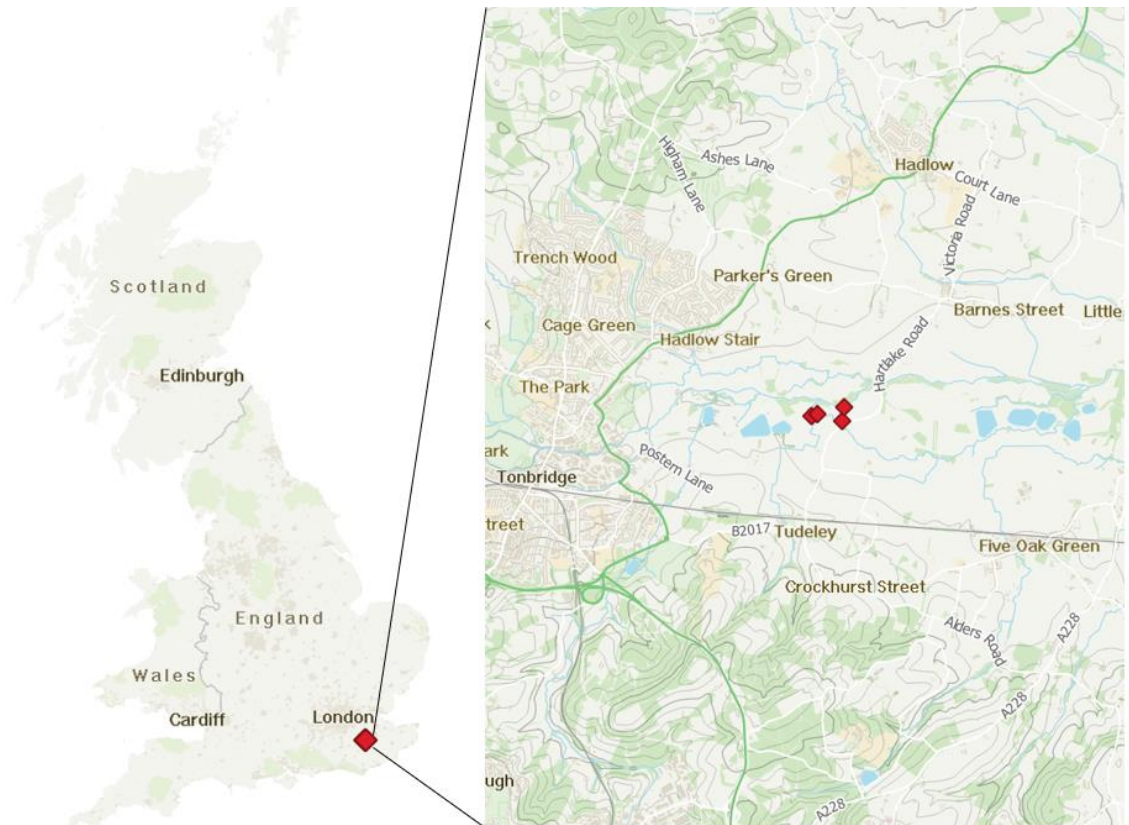 Scotland
Edinburgh
England
Wales
Cardiff
London
Higham Lane
Ashes Lane
Hadlow
Court Lane
Victoria Road
Trench Wood
Parker's Green
Cage Green
Barnes Street
Little
k
Hadlow Stair
Hartlake Road
The Park
ark
Tonbridge
Postern Lane
treet
B2017
Tudeley
Five Oak Green
Crockhurst Street
Alders Road
A228
A228
A228
ugh